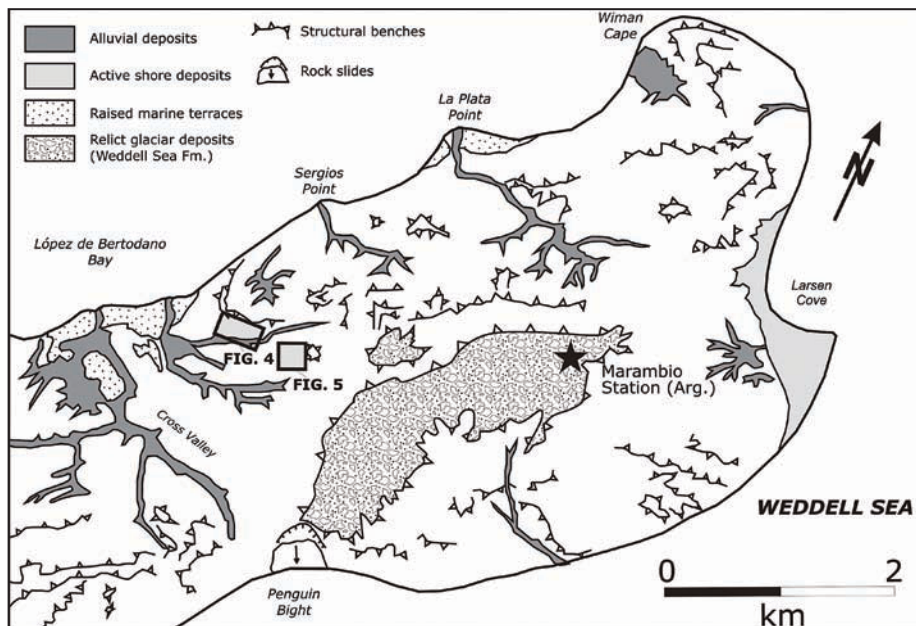 Alluvial deposits
Active shore deposits
Raised marine terraces
Relict glaciar deposits
(Weddell Sea Fm.)
Structural benches
Rock slides
Wiman
Cape
La Plata
Point
Sergios
Point
López de Bertodano
Bay
N
Larsen
Cove
FIG. 4
FIG. 5
Marambio
Station (Arg.)
Cross Valley
WEDDELL SEA
Penguin
Bight
0 2
km